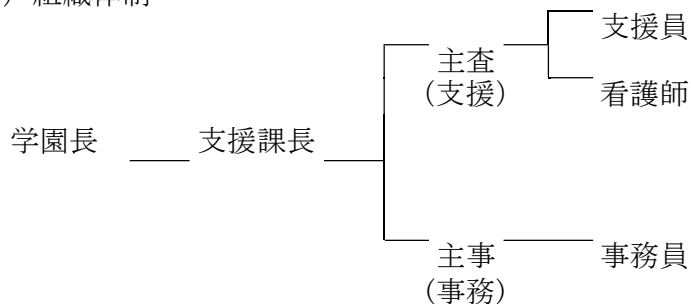 組織体制
支援員
主査
(支援)
看護師
学園長
支援課長
主事
(事務)
事務員